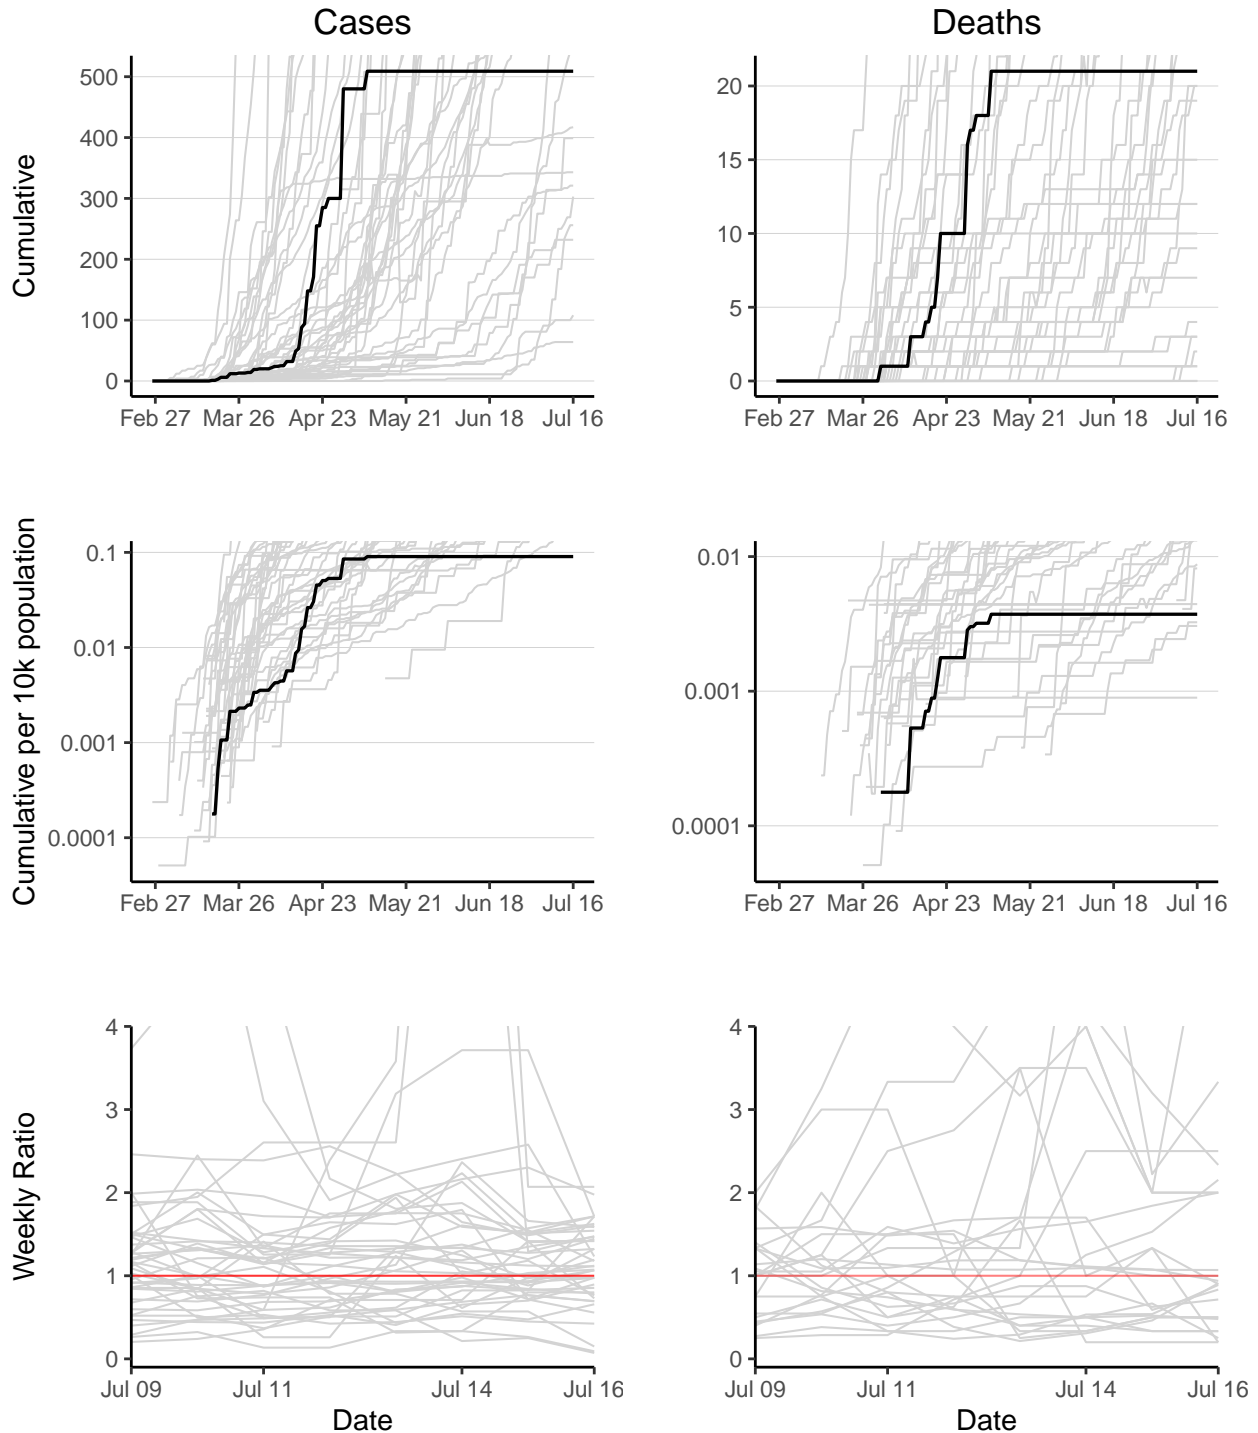 Cases
Deaths
Cumulative
500
400
300
200
100
0
Feb 27 Mar 26 Apr 23 May 21 Jun 18 Jul 16
20
15
10
5
0
Feb 27 Mar 26 Apr 23 May 21 Jun 18 Jul 16
Cumulative per 10k population
0.1
0.01
0.001
0.0001
Feb 27 Mar 26 Apr 23 May 21 Jun 18 Jul 16
0.01
0.001
0.0001
Feb 27 Mar 26 Apr 23 May 21 Jun 18 Jul 16
Weekly Ratio
4
3
2
1
0
Jul 09 Jul 11 Jul 14 Jul 16
Date
4
3
2
1
0
Jul 09 Jul 11 Jul 14 Jul 16
Date